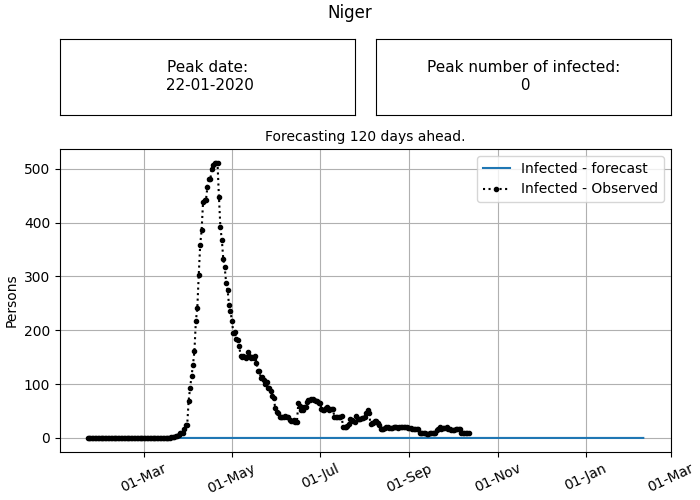 Niger
Peak date:
22-01-2020
Peak number of infected:
0
Forecasting 120 days ahead.
Infected - forecast
Infected - Observed
Persons
500
400
300
200
100
0
01-Mar
01-May
01-Jul
01-Sep
01-Nov
01-Jan
01-Mar